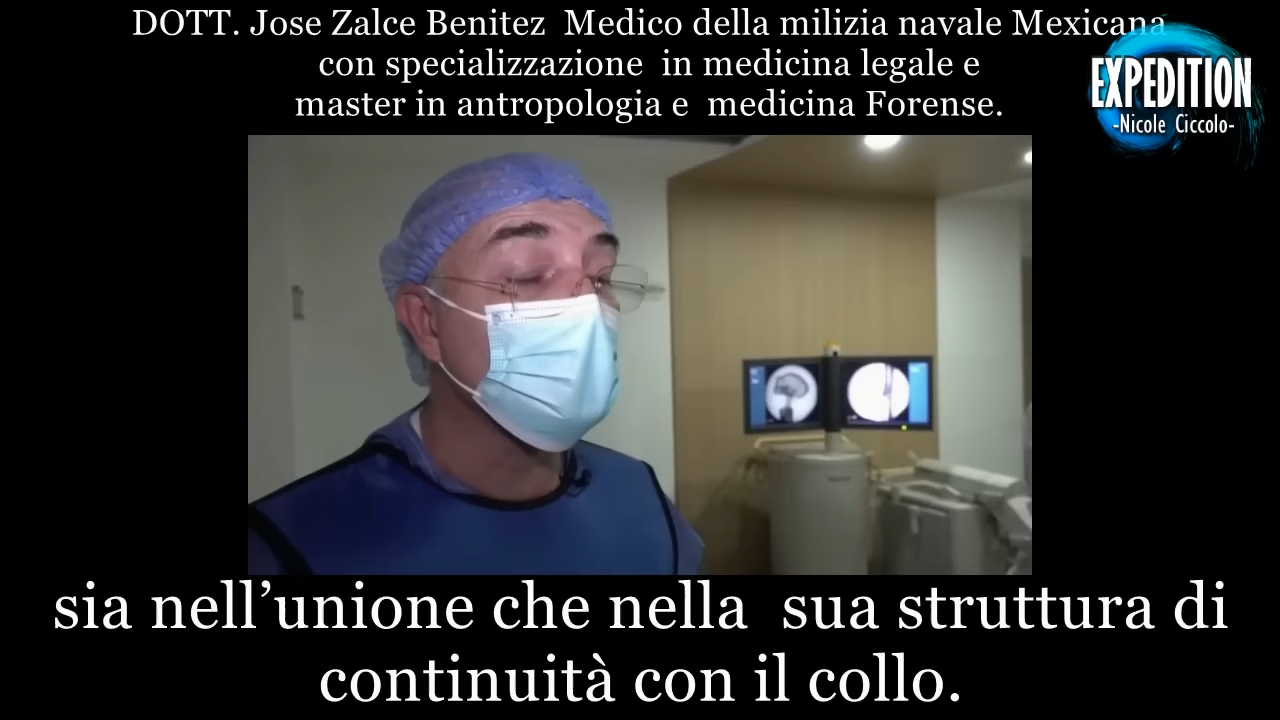 DOTT. Jose Zalce Benitez Medico della milizia navale Mexicana
con specializzazione in medicina legale e
master in antropologia e medicina Forense.
EXPEDITION
-Nicole Ciccolo-
sia nell’unione che nella sua struttura di
continuità con il collo.